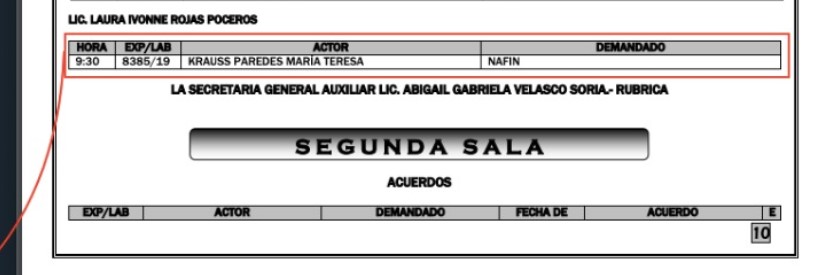 LIC. LAURA IVONNE ROJAS POCEROS
HORA EXP/LAB ACTOR DEMANDADO
9:30 8385/19 KRAUSS PAREDES MARÍA TERESA NAFIN
LA SECRETARIA GENERAL AUXILIAR LIC. ABIGAIL GABRIELA VELASCO SORIA.- RUBRICA
SEGUNDA SALA
ACUERDOS
EXP/LAB ACTOR DEMANDADO FECHA DE ACUERDO E
10